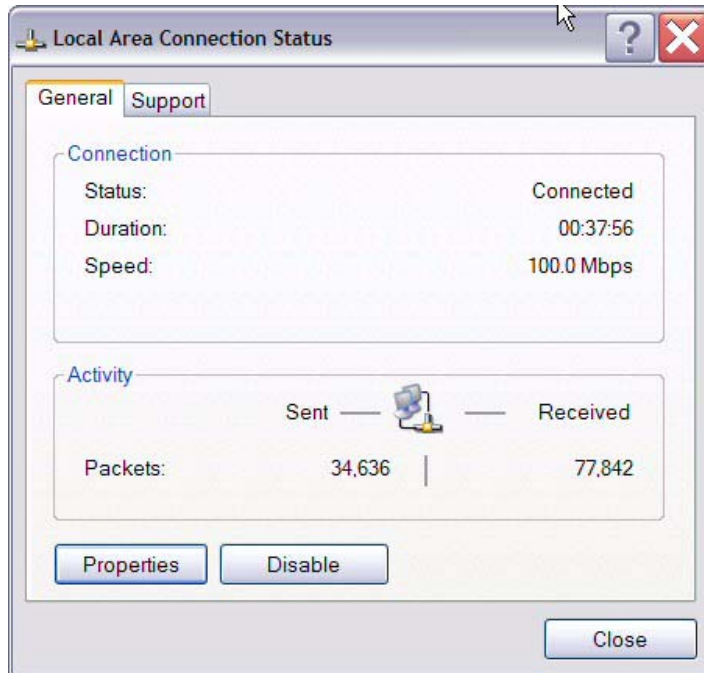 Local Area Connection Status
?
General Support
Connection
Status: Connected
Duration: 00:37:56
Speed: 100.0 Mbps
Activity
Sent Received
Packets: 34,636 77,842
Properties Disable
Close